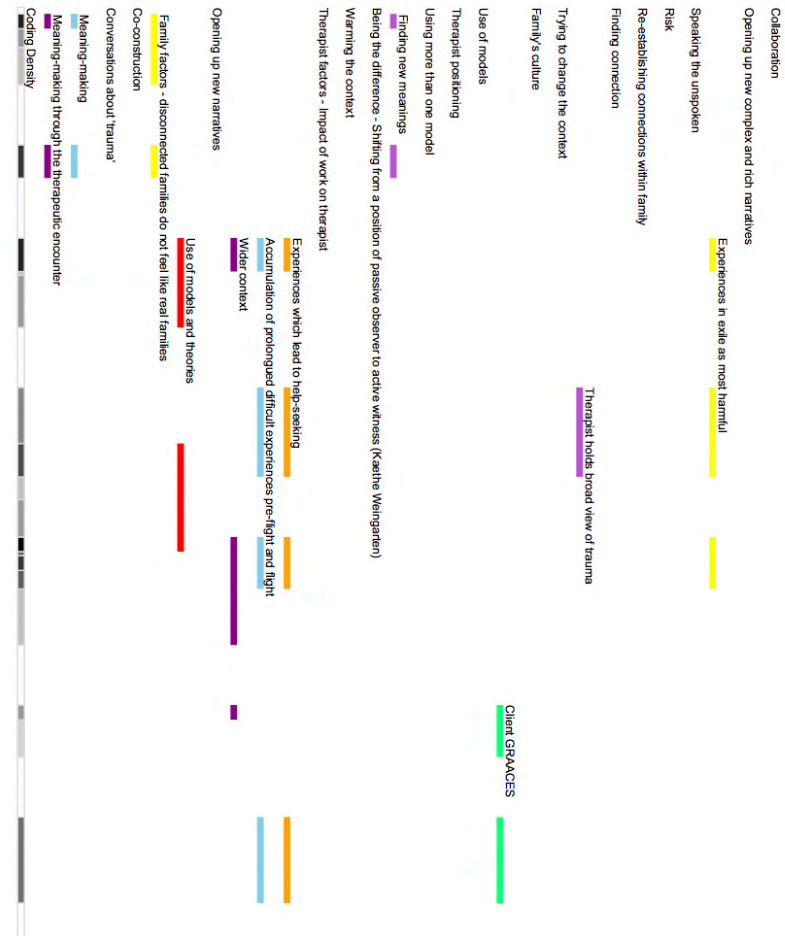 Collaboration
Opening up new complex and rich narratives
Experiences in exile as most harmful
Speaking the unspoken
Risk
Re-establishing connections within family
Finding connection
Therapist holds broad view of trauma
Trying to change the context
Family's culture
Client GRAACES
Use of models
Therapist positioning
Using more than one model
Finding new meanings
Being the difference - Shifting from a position of passive observer to active witness (Kaethe Weingarten)
Warming the context
Therapist factors - Impact of work on therapist
Experiences which lead to help-seeking
Accumulation of prolongued difficult experiences pre-flight and flight
Wider context
Opening up new narratives
Use of models and theories
Family factors - disconnected families do not feel like real families
Co-construction
Conversations about 'trauma'
Meaning-making
Meaning-making through the therapeutic encounter
Coding Density